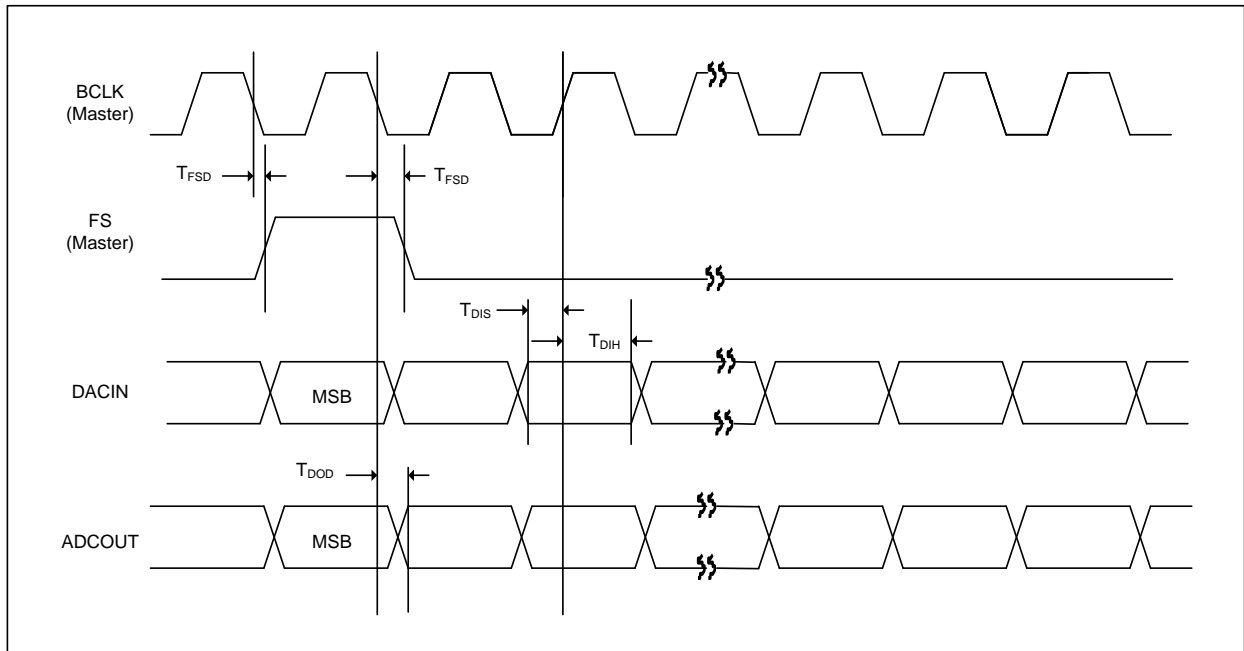 BCLK
(Master)
TFSD
TFSD
FS
(Master)
TDIS
TDIH
DACIN
MSB
TDOD
ADCOUT
MSB